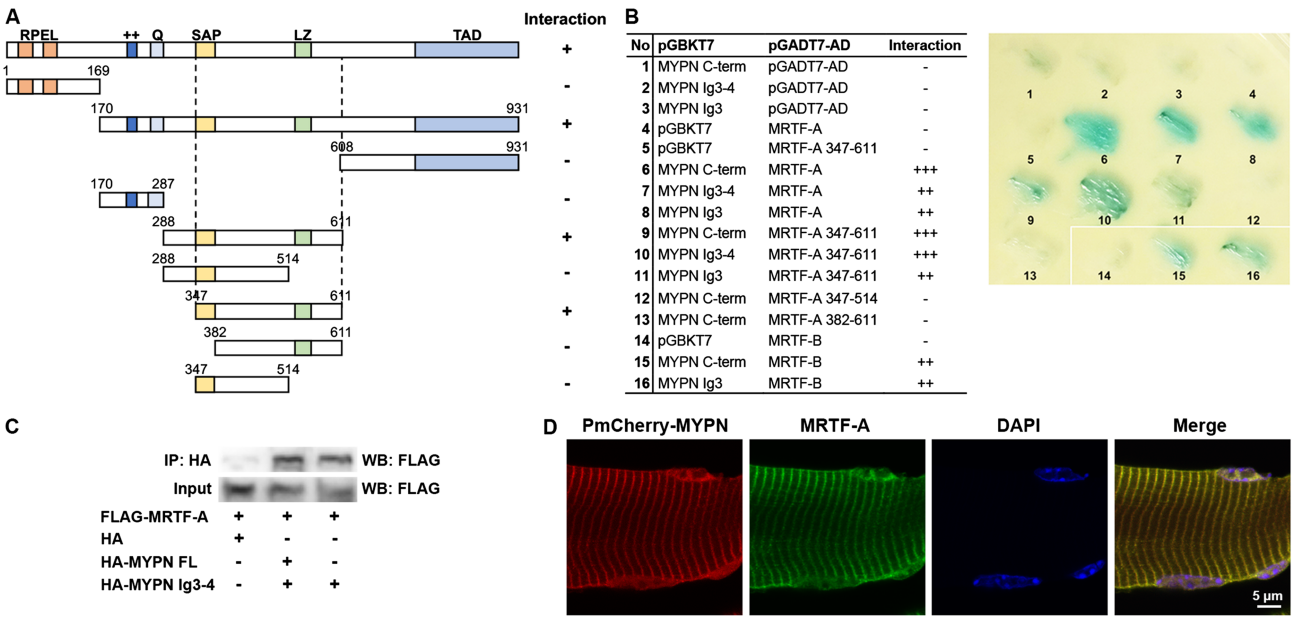 A
Interaction
RPEL ++ Q SAP LZ TAD
+
1 169
-
170 931
+
608 931
-
170 287
-
288 611
+
288 514
-
347 611
+
382 611
-
347 514
-
B
No pGBKT7 pGADT7-AD Interaction
1 MYPN C-term pGADT7-AD -
2 MYPN Ig3-4 pGADT7-AD -
3 MYPN Ig3 pGADT7-AD -
4 pGBKT7 MRTF-A -
5 pGBKT7 MRTF-A 347-611 -
6 MYPN C-term MRTF-A +++
7 MYPN Ig3-4 MRTF-A ++
8 MYPN Ig3 MRTF-A ++
9 MYPN C-term MRTF-A 347-611 +++
10 MYPN Ig3-4 MRTF-A 347-611 +++
11 MYPN Ig3 MRTF-A 347-611 ++
12 MYPN C-term MRTF-A 347-514 -
13 MYPN C-term MRTF-A 382-611 -
14 pGBKT7 MRTF-B -
15 MYPN C-term MRTF-B ++
16 MYPN Ig3 MRTF-B ++
1 2 3 4
5 6 7 8
9 10 11 12
13 14 15 16
C
IP: HA WB: FLAG
Input WB: FLAG
FLAG-MRTF-A + + +
HA + - -
HA-MYPN FL - + -
HA-MYPN Ig3-4 - + +
D
PmCherry-MYPN MRTF-A DAPI Merge
5 µm